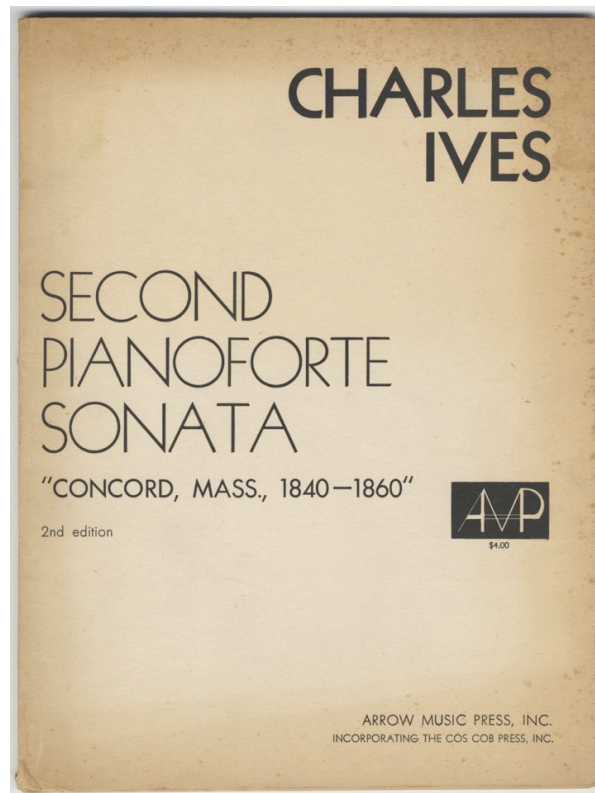 CHARLES
IVES
SECOND
PIANOFORTE
SONATA
"CONCORD, MASS., 1840—1860"
2nd edition
AMP
$4.00
ARROW MUSIC PRESS, INC.
INCORPORATING THE COS COB PRESS, INC.